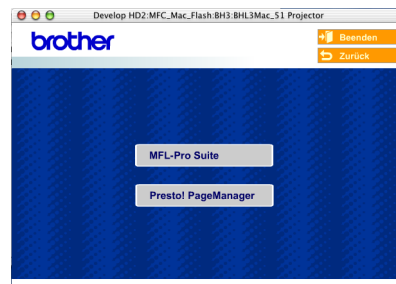 Develop HD2:MFC_Mac_Flash:BH3:BHL3Mac_51 Projector
brother
Beenden
Zurück
MFL-Pro Suite
Presto! PageManager